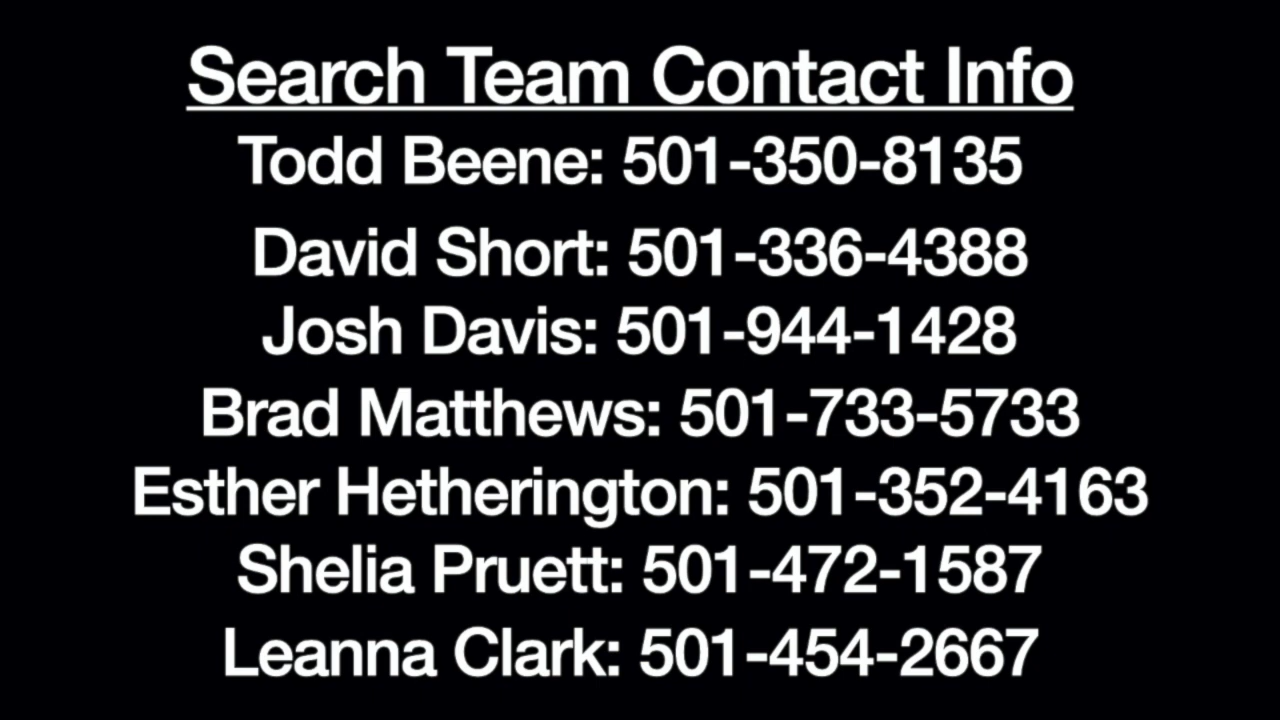 Search Team Contact Info
Todd Beene: 501-350-8135
David Short: 501-336-4388
Josh Davis: 501-944-1428
Brad Matthews: 501-733-5733
Esther Hetherington: 501-352-4163
Shelia Pruett: 501-472-1587
Leanna Clark: 501-454-2667